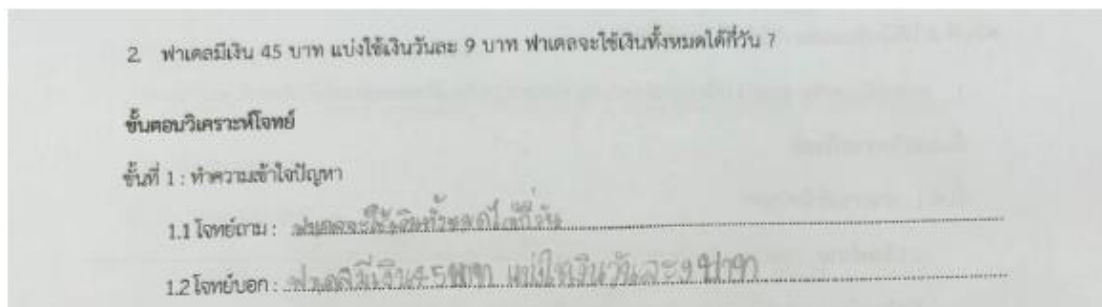 2. ฟาเดลมีเงิน 45 บาท แบ่งใช้เงินวันละ 9 บาท ฟาเดลจะใช้เงินทั้งหมดได้กี่วัน ?
ขั้นตอนวิเคราะห์โจทย์
ขั้นที่ 1 : ทำความเข้าใจปัญหา
1.1 โจทย์ถาม : ฟาเดลจะใช้เงินทั้งหมดได้กี่วัน
1.2 โจทย์บอก : ฟาเดลมีเงิน 45 บาท แบ่งใช้เงินวันละ 9 บาท